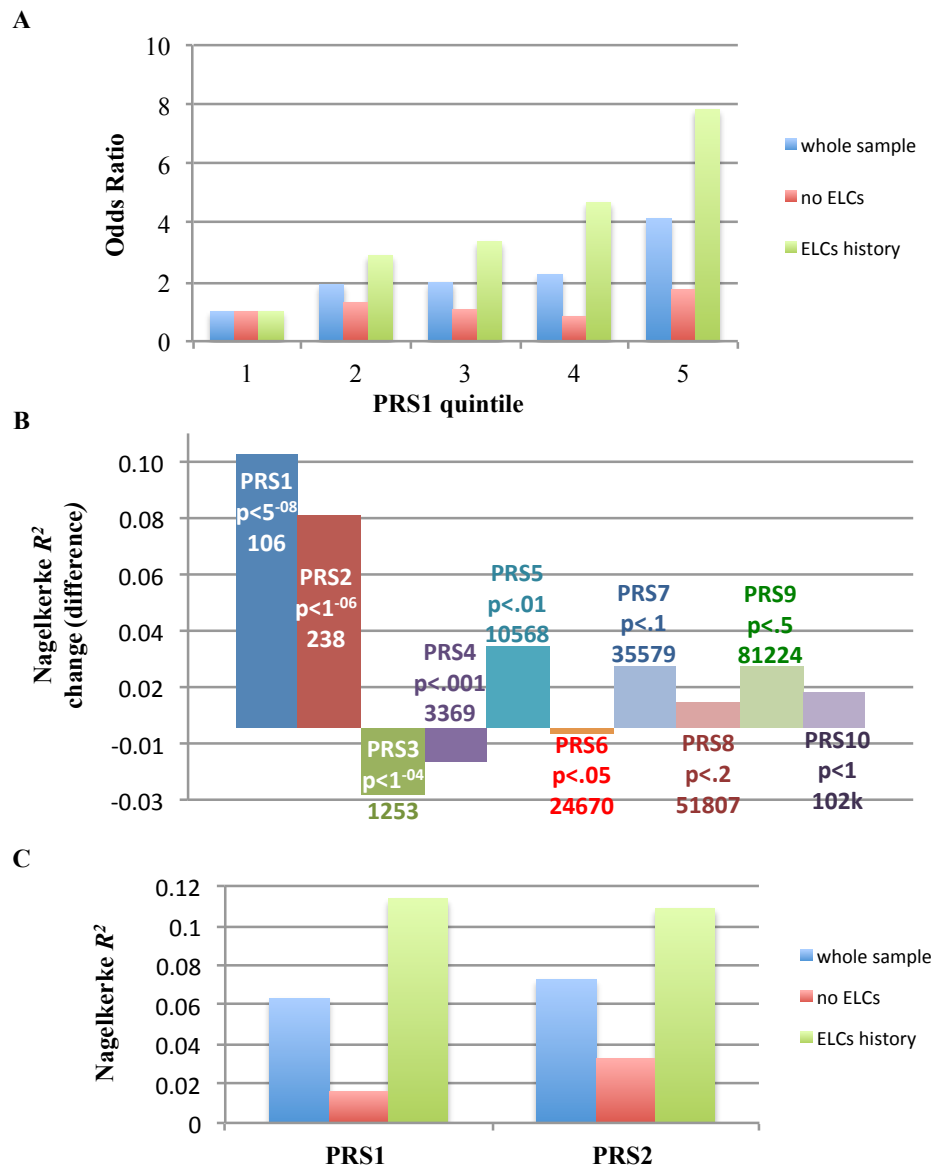 A
10
8
6
4
2
0
Odds Ratio
1 2 3 4 5
PRS1 quintile
whole sample
no ELCs
ELCs history
B
0.10
0.08
0.06
0.04
0.02
-0.01
-0.03
Nagelkerke R²
change (difference)
PRS1
p<5⁻⁰⁸
106
PRS2
p<1⁻⁰⁶
238
PRS3
p<1⁻⁰⁴
1253
PRS4
p<.001
3369
PRS5
p<.01
10568
PRS6
p<.05
24670
PRS7
p<.1
35579
PRS8
p<.2
51807
PRS9
p<.5
81224
PRS10
p<1
102k
C
0.12
0.1
0.08
0.06
0.04
0.02
0
Nagelkerke R²
PRS1 PRS2
whole sample
no ELCs
ELCs history